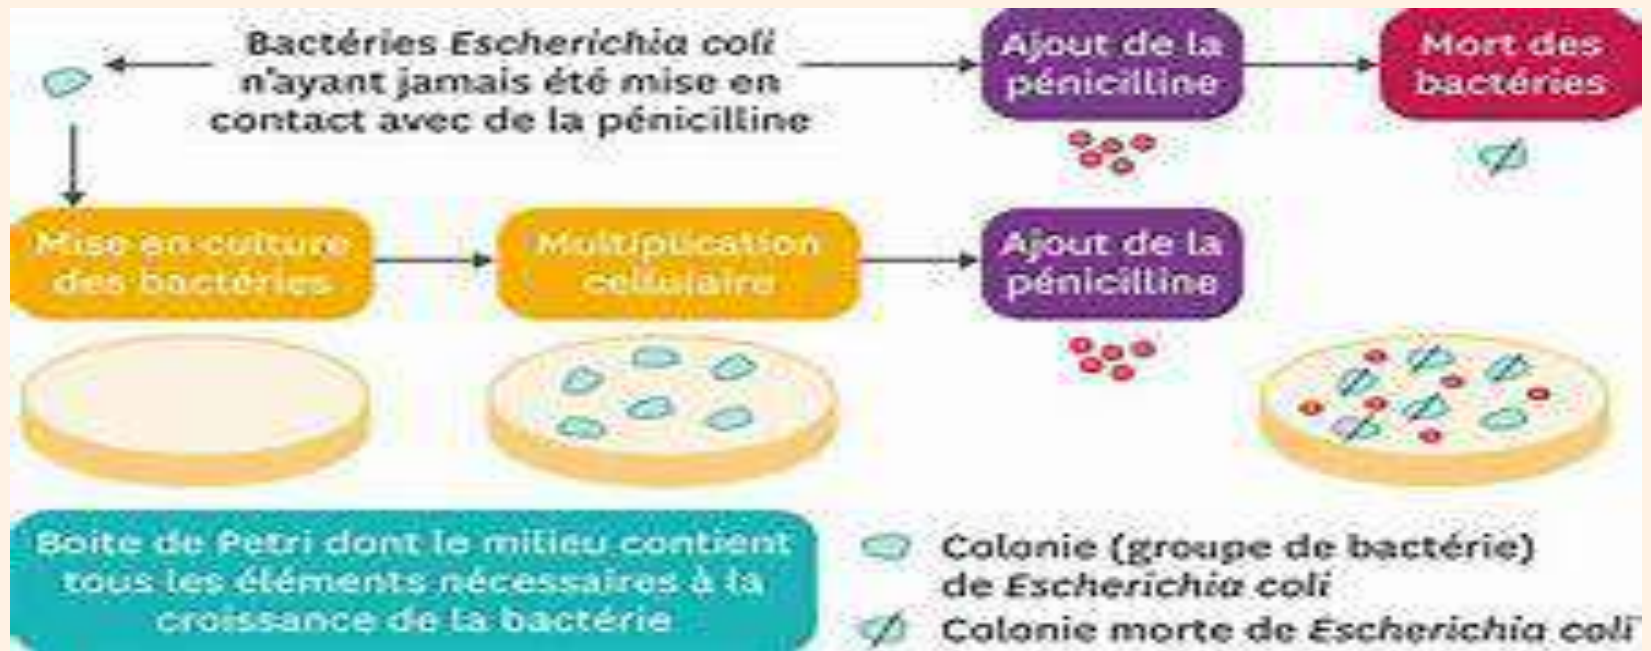 Bactéries Escherichia coli
n'ayant jamais été mise en
contact avec de la pénicilline
Ajout de la
pénicilline
Mort des
bactéries
Mise en culture
des bactéries
Multiplication
cellulaire
Ajout de la
pénicilline
Boite de Petri dont le milieu contient
tous les éléments nécessaires à la
croissance de la bactérie
Colonie (groupe de bactérie)
de Escherichia coli
Colonie morte de Escherichia coli